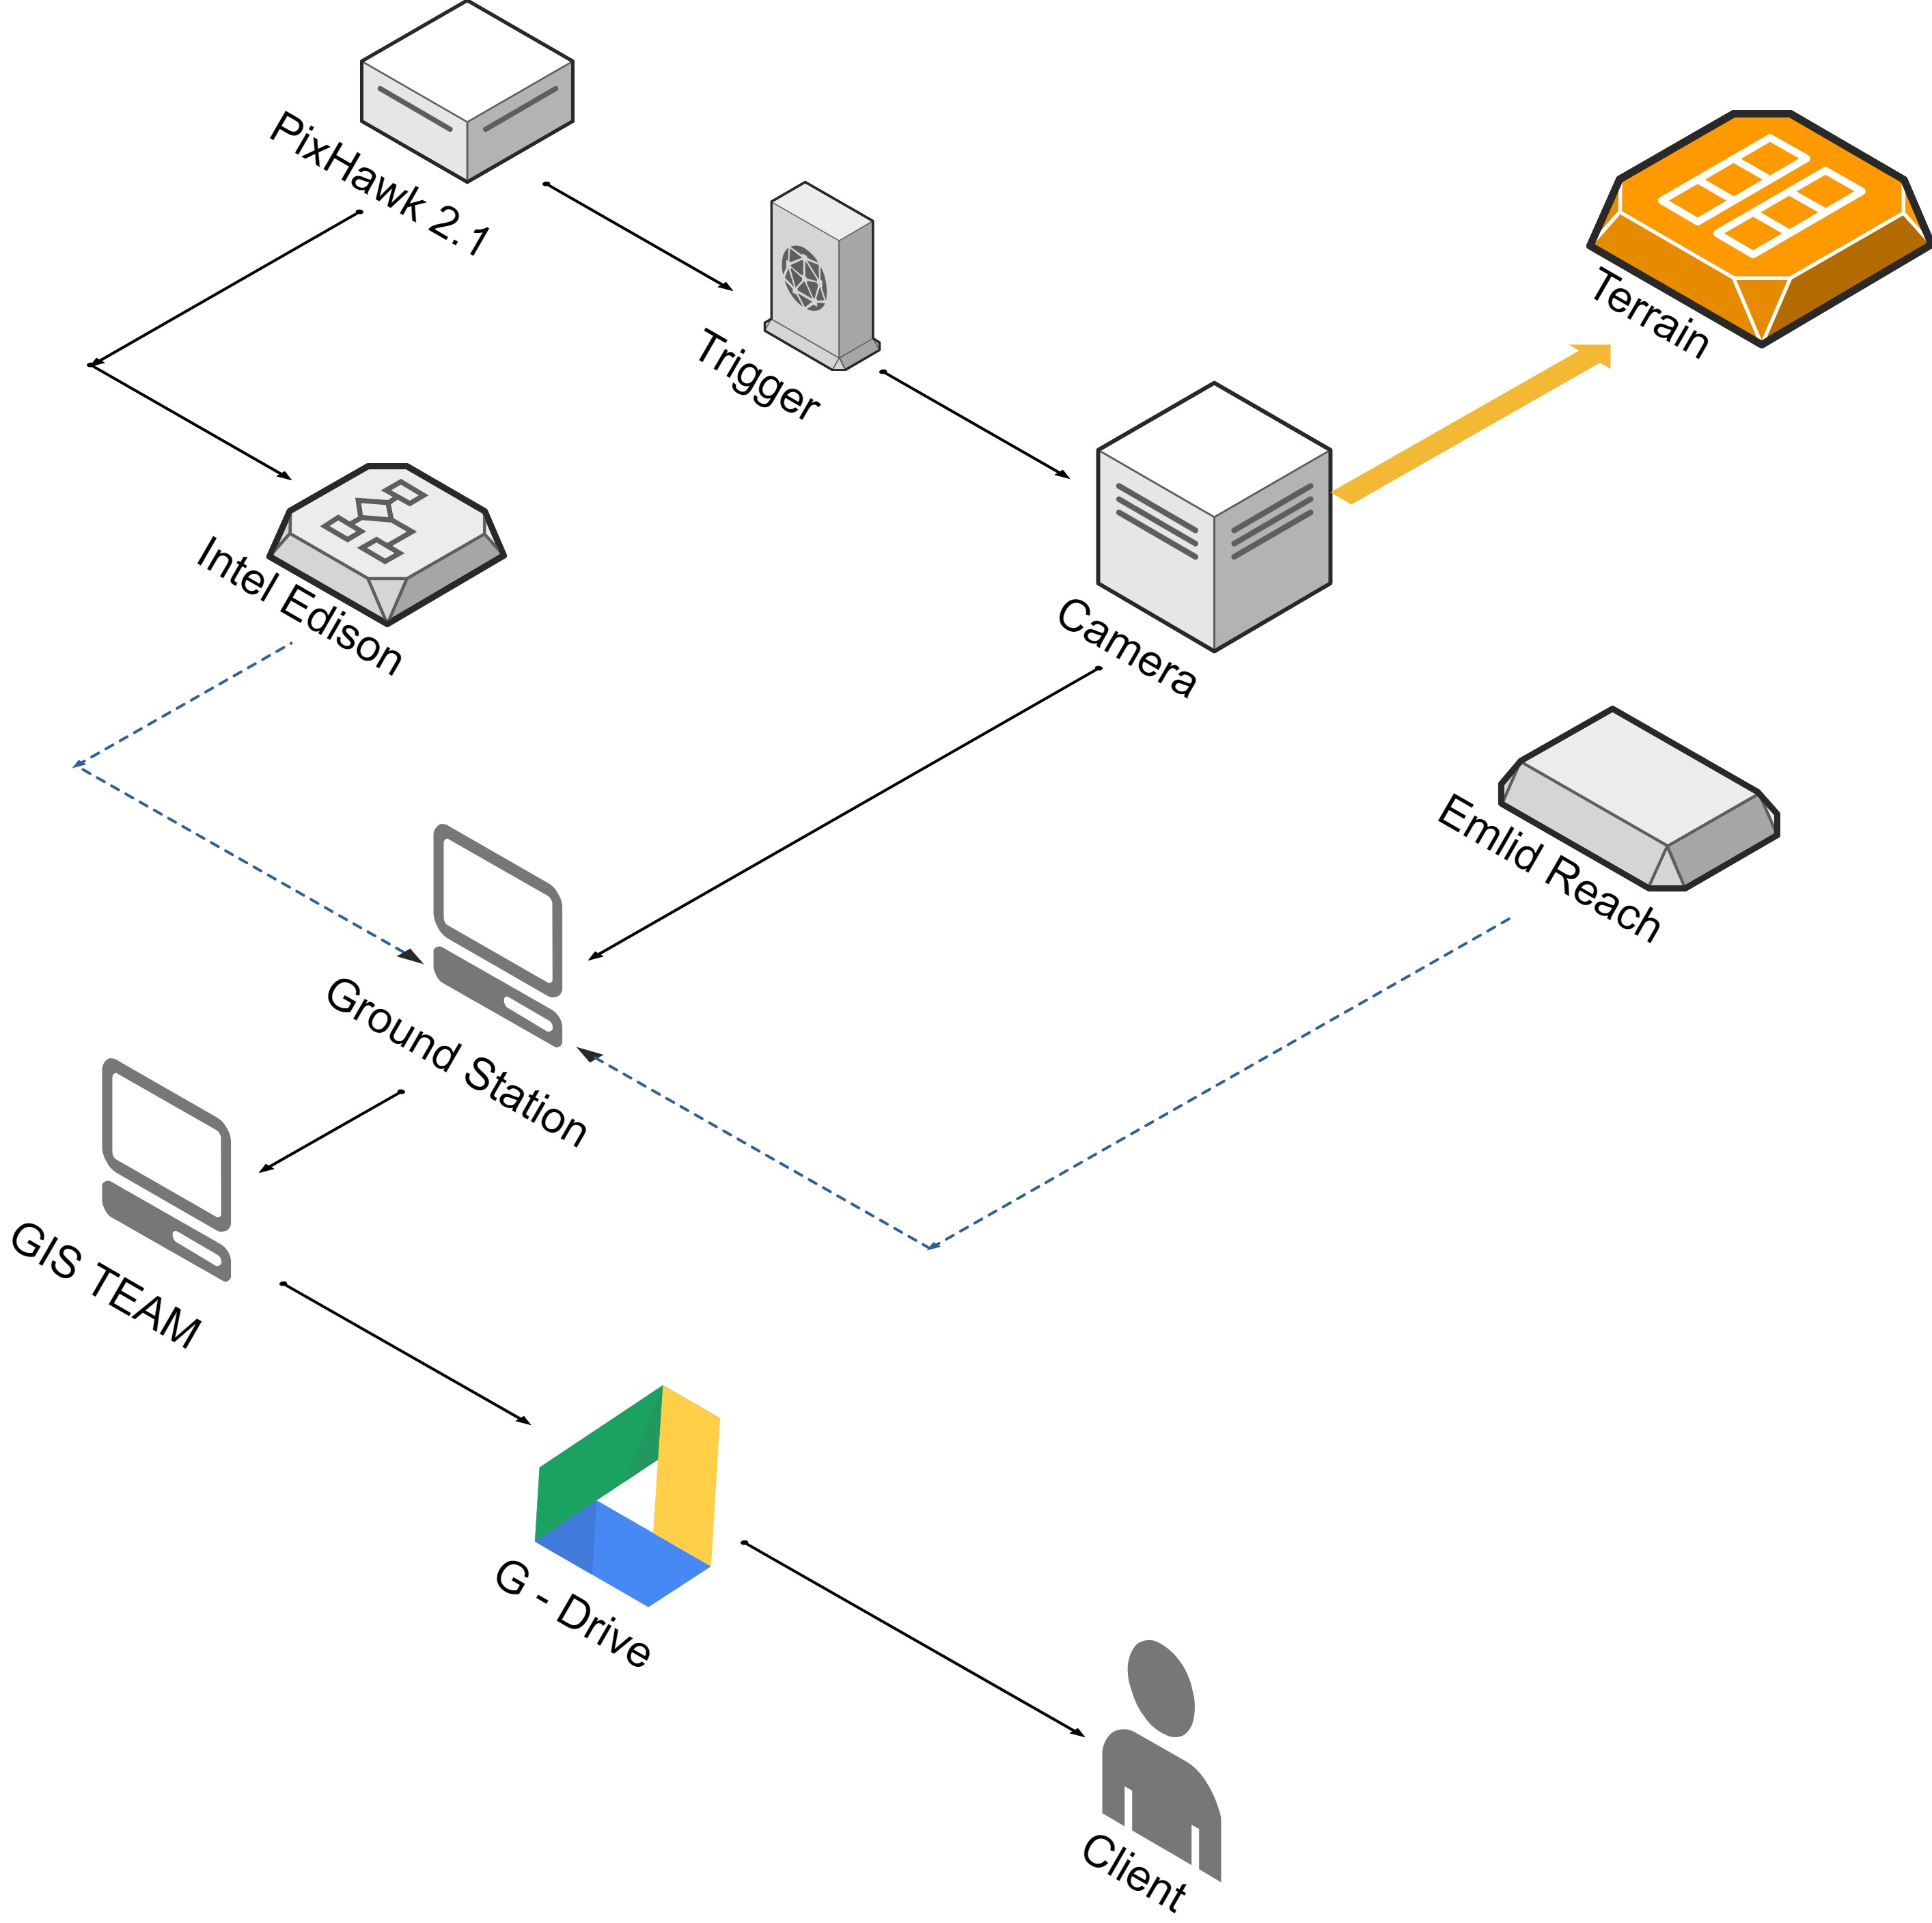 PixHawk 2.1
Trigger
Terrain
Intel Edison
Camera
Emlid Reach
Ground Station
GIS TEAM
G - Drive
Client